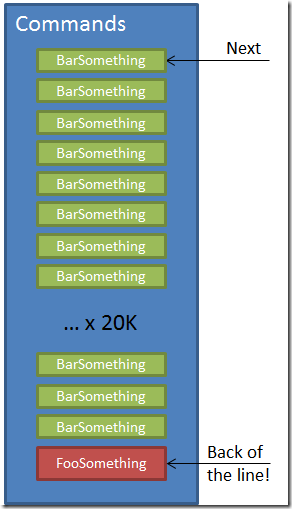 Commands
BarSomething
Next
BarSomething
BarSomething
BarSomething
BarSomething
BarSomething
BarSomething
BarSomething
... x 20K
BarSomething
BarSomething
BarSomething
FooSomething
Back of
the line!